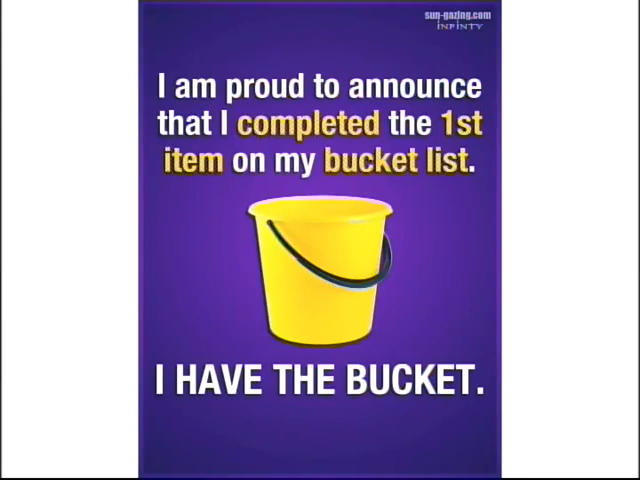 sun-gazing.com
INFINTY
I am proud to announce
that I completed the 1st
item on my bucket list.
I HAVE THE BUCKET.